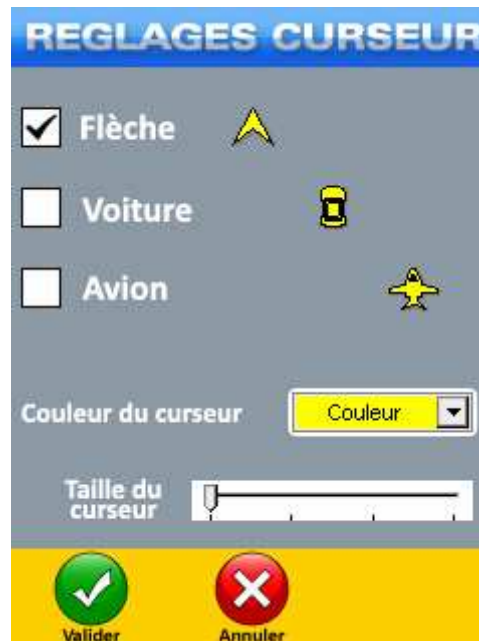 REGLAGES CURSEUR
Flèche
Voiture
Avion
Couleur du curseur
Couleur
Taille du
curseur
Valider
Annuler